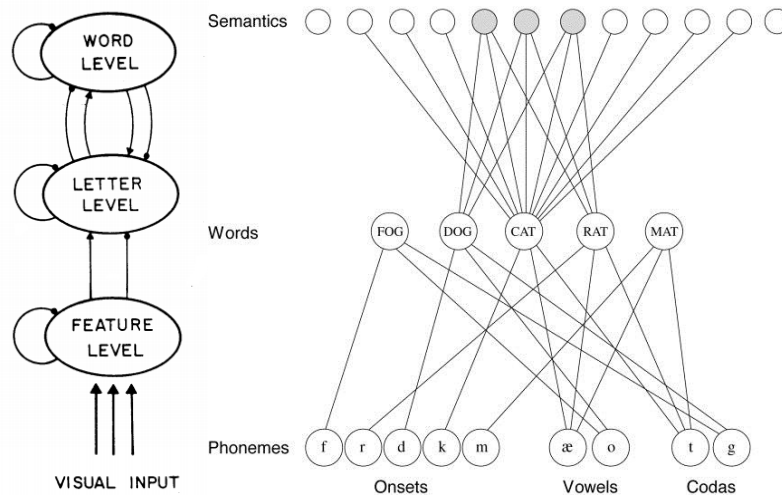 WORD
LEVEL
LETTER
LEVEL
FEATURE
LEVEL
VISUAL INPUT
Semantics
Words
FOG DOG CAT RAT MAT
Phonemes
f r d k m æ o t g
Onsets Vowels Codas